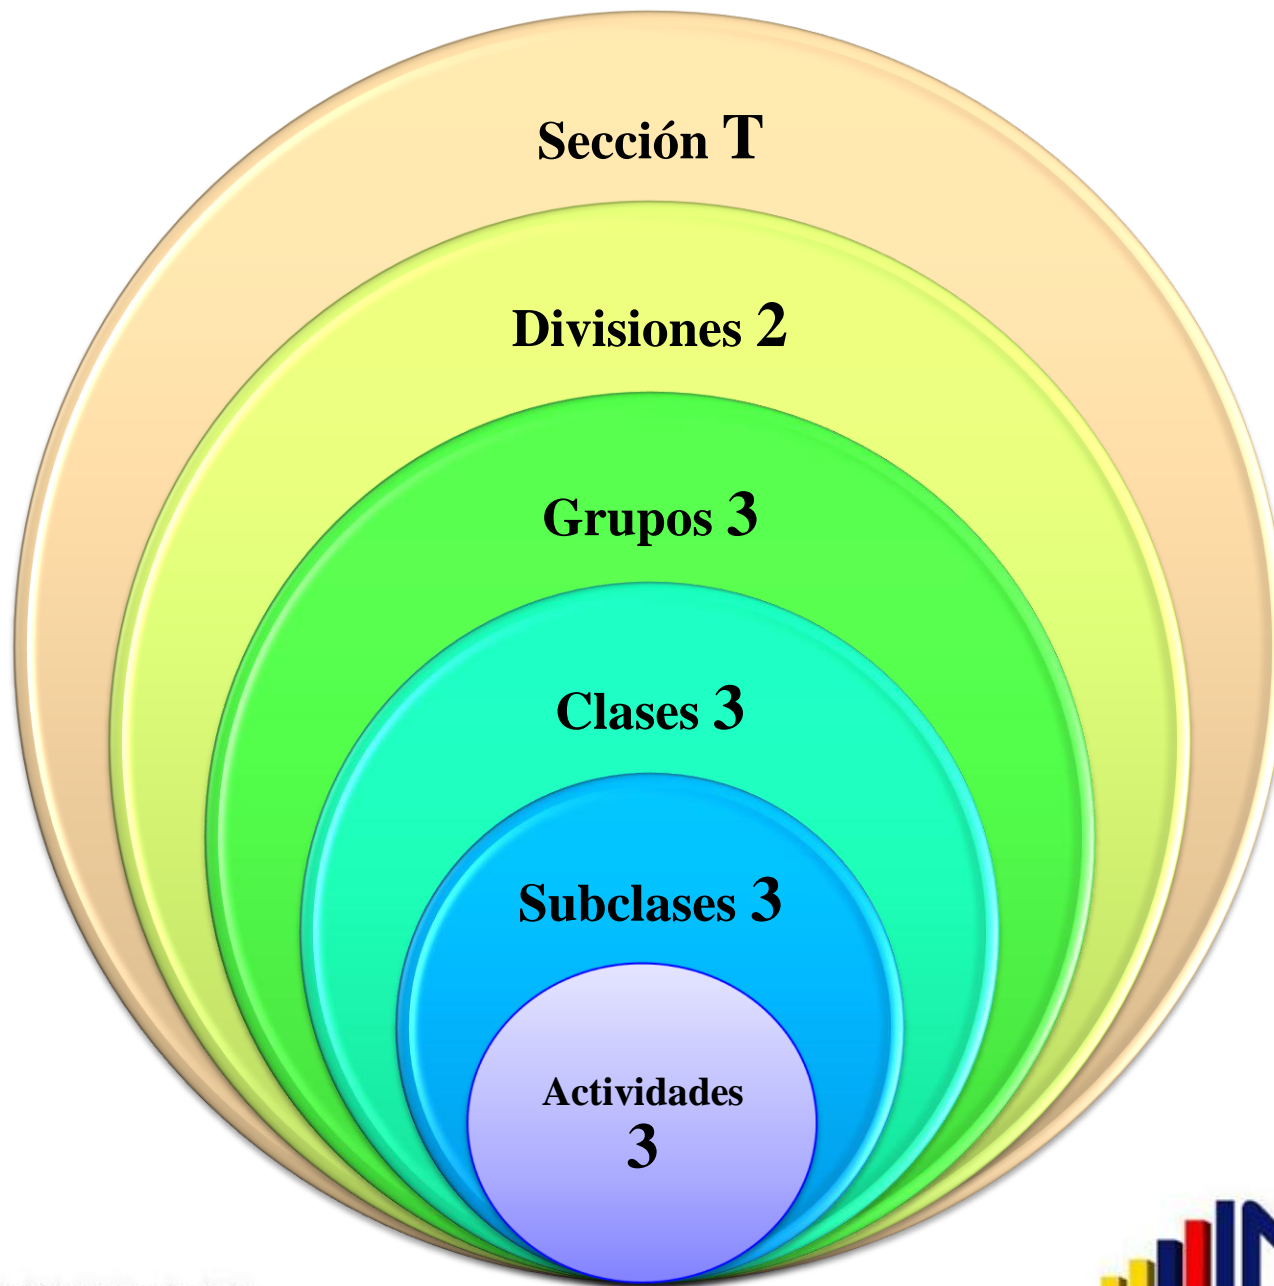 Sección T
Divisiones 2
Grupos 3
Clases 3
Subclases 3
Actividades
3